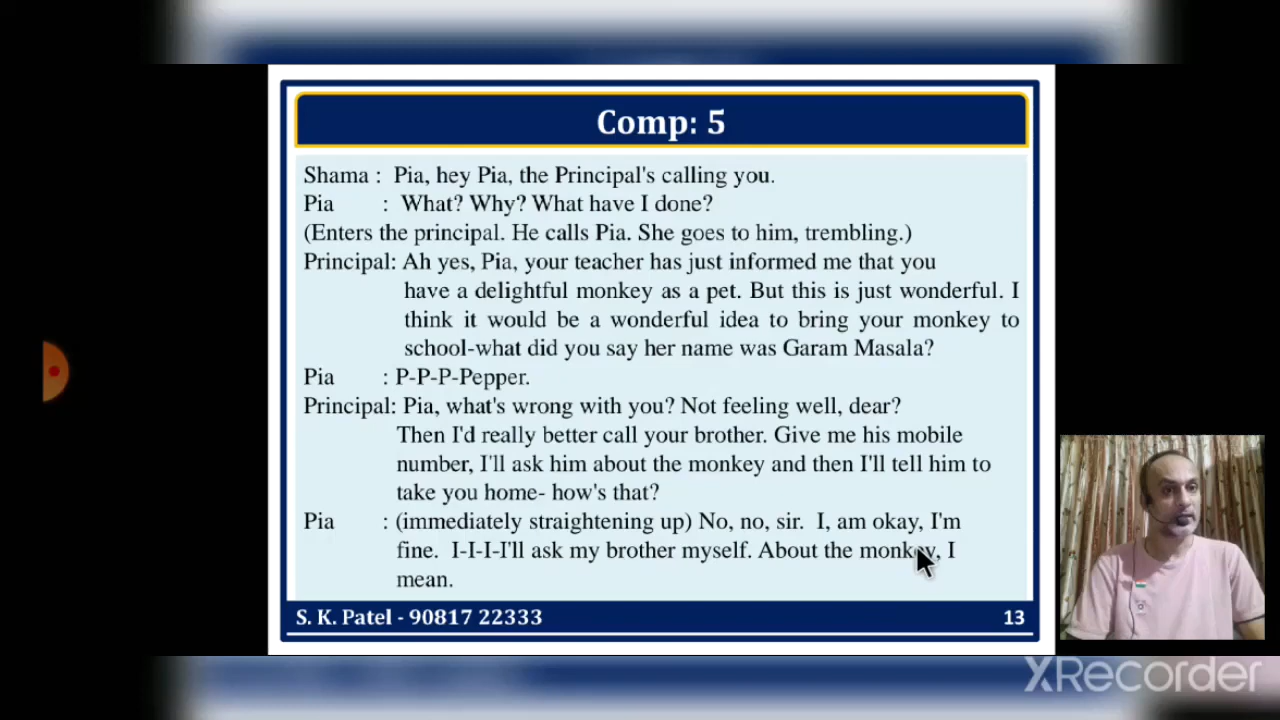 Comp: 5
Shama : Pia, hey Pia, the Principal's calling you.
Pia : What? Why? What have I done?
(Enters the principal. He calls Pia. She goes to him, trembling.)
Principal: Ah yes, Pia, your teacher has just informed me that you
have a delightful monkey as a pet. But this is just wonderful. I
think it would be a wonderful idea to bring your monkey to
school-what did you say her name was Garam Masala?
Pia : P-P-P-Pepper.
Principal: Pia, what's wrong with you? Not feeling well, dear?
Then I'd really better call your brother. Give me his mobile
number, I'll ask him about the monkey and then I'll tell him to
take you home- how's that?
Pia : (immediately straightening up) No, no, sir. I, am okay, I'm
fine. I-I-I-I'll ask my brother myself. About the monkey, I
mean.
S. K. Patel - 90817 22333 13
XRecorder